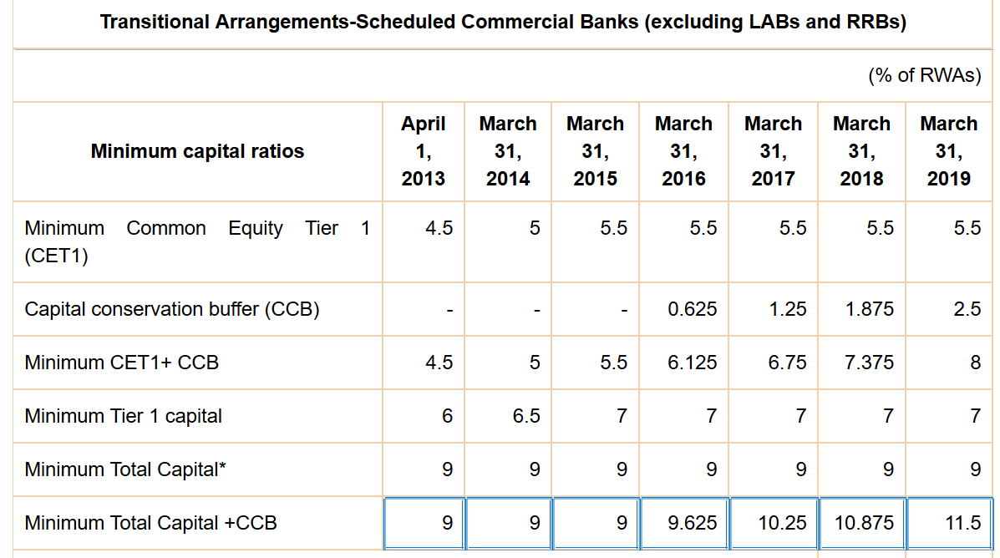 Transitional Arrangements-Scheduled Commercial Banks (excluding LABs and RRBs)
(% of RWAs)
Minimum capital ratios April 1, 2013 March 31, 2014 March 31, 2015 March 31, 2016 March 31, 2017 March 31, 2018 March 31, 2019
Minimum Common Equity Tier 1 (CET1) 4.5 5 5.5 5.5 5.5 5.5 5.5
Capital conservation buffer (CCB) - - - 0.625 1.25 1.875 2.5
Minimum CET1+ CCB 4.5 5 5.5 6.125 6.75 7.375 8
Minimum Tier 1 capital 6 6.5 7 7 7 7 7
Minimum Total Capital* 9 9 9 9 9 9 9
Minimum Total Capital +CCB 9 9 9 9.625 10.25 10.875 11.5